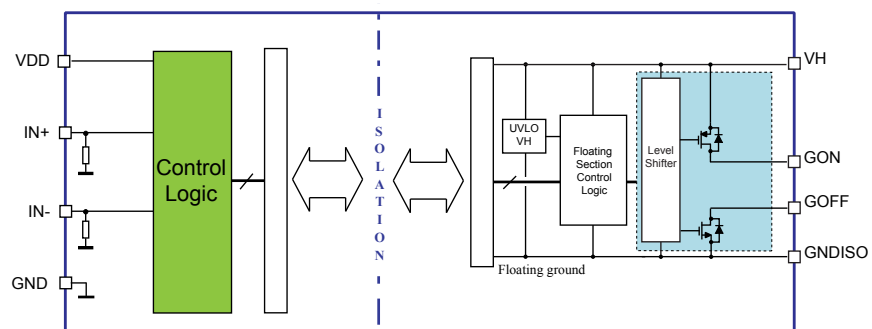 VDD
IN+
IN-
GND
Control
Logic
I
S
O
L
A
T
I
O
N
UVLO
VH
Floating
Section
Control
Logic
Level
Shifter
Floating ground
VH
GON
GOFF
GNDISO